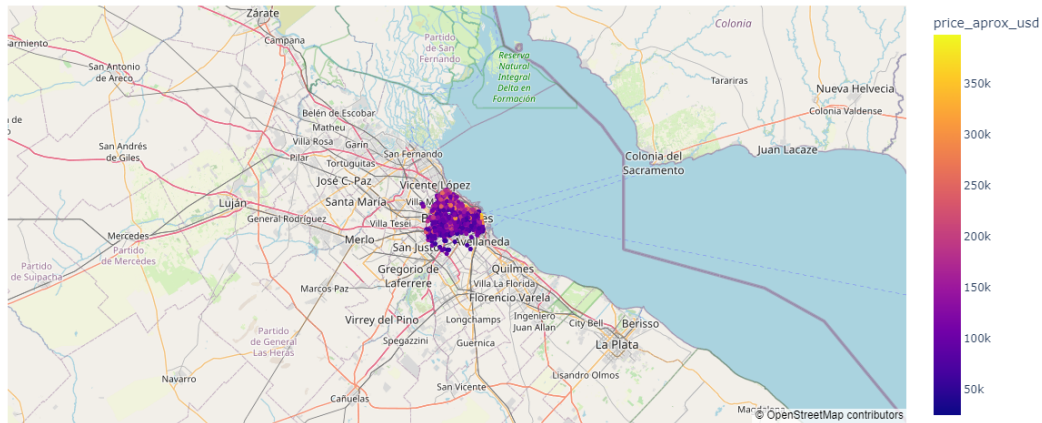 Zárate
Campana
Partido
de San
Fernando
Colonia
price_aprox_usd
armiento
San Antonio
de Areco
Reserva
Natural
Integral
Delta en
Formación
Tarariras
Nueva Helvecia
Colonia Valdense
350k
Belén de Escobar
Matheu
Villa Rosa
Garín
300k
San Andrés
de Giles
Pilar
Tortuguitas
San Fernando
Colonia del
Sacramento
Juan Lacaze
José C. Paz
Vicente López
250k
Luján
Santa María
Villa M
General Rodríguez
Villa Tesei
B
es
200k
Mercedes
Merlo
San Justo
Avellaneda
Partido
de Suipacha
Partido
de Mercedes
Gregorio de
Laferrere
Quilmes
Villa La Florida
150k
Marcos Paz
Florencio Varela
Virrey del Pino
Longchamps
Ingeniero
Juan Allan
City Bell
Berisso
Partido
de General
Las Heras
Spegazzini
Guernica
La Plata
100k
Navarro
Lisandro Olmos
San Vicente
50k
Cañuelas
© OpenStreetMap contributors